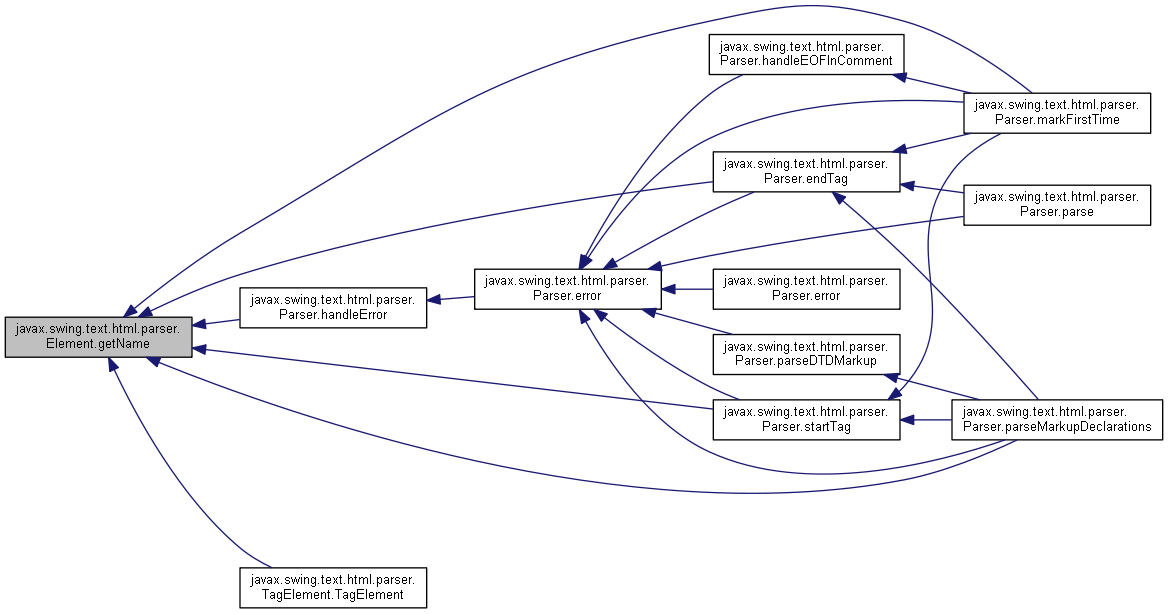 javax.swing.text.html.parser.
Parser.handleEOFInComment
javax.swing.text.html.parser.
Parser.markFirstTime
javax.swing.text.html.parser.
Parser.endTag
javax.swing.text.html.parser.
Parser.parse
javax.swing.text.html.parser.
Parser.error
javax.swing.text.html.parser.
Parser.error
javax.swing.text.html.parser.
Parser.handleError
javax.swing.text.html.parser.
Element.getName
javax.swing.text.html.parser.
Parser.parseDTDMarkup
javax.swing.text.html.parser.
Parser.startTag
javax.swing.text.html.parser.
Parser.parseMarkupDeclarations
javax.swing.text.html.parser.
TagElement.TagElement